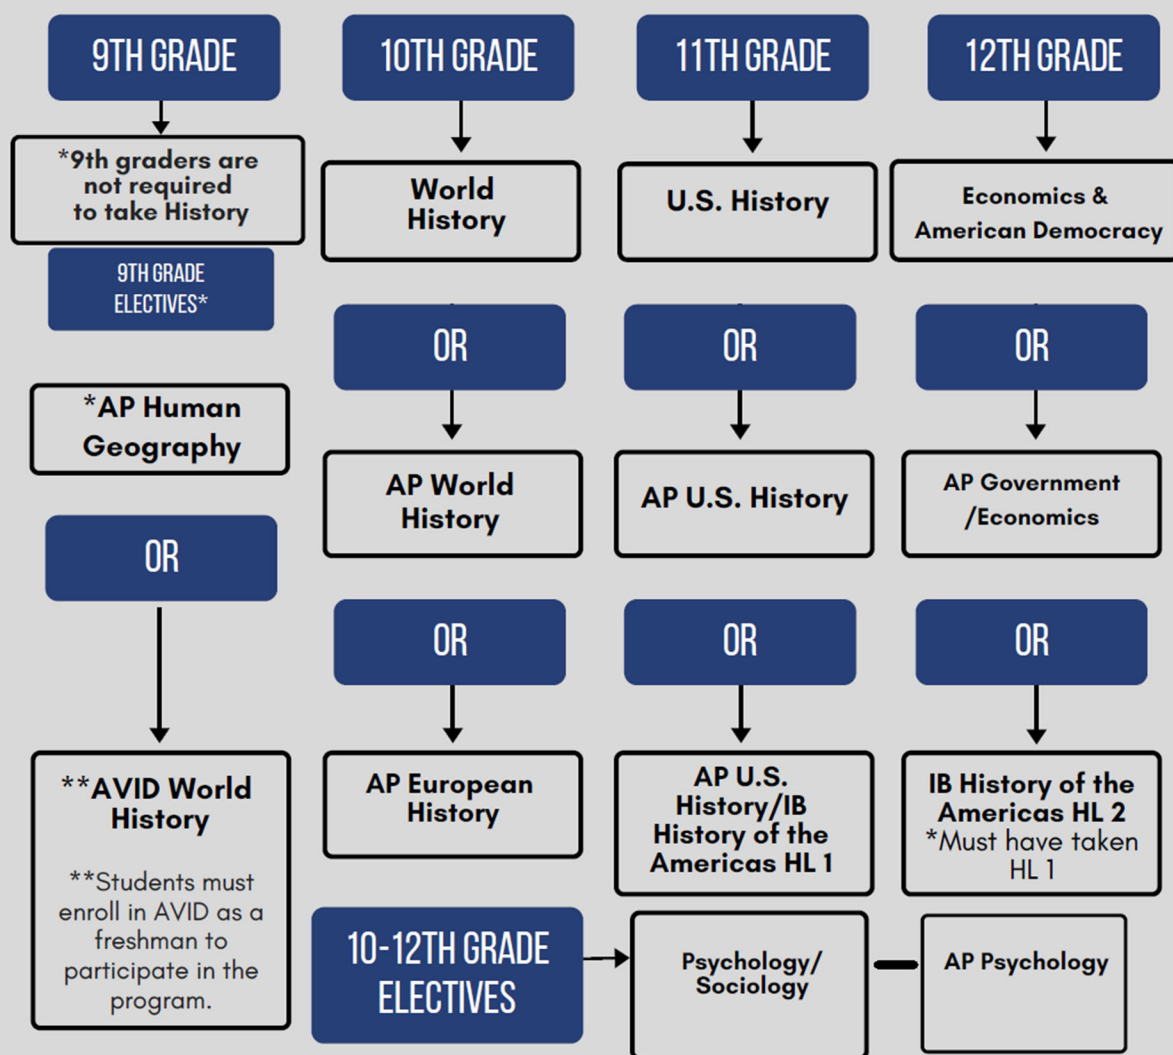 9TH GRADE
*9th graders are
not required
to take History
9TH GRADE
ELECTIVES*
*AP Human
Geography
OR
**AVID World
History
**Students must
enroll in AVID as a
freshman to
participate in the
program.
10TH GRADE
World
History
OR
AP World
History
OR
AP European
History
11TH GRADE
U.S. History
OR
AP U.S. History
OR
AP U.S.
History/IB
History of the
Americas HL 1
12TH GRADE
Economics &
American Democracy
OR
AP Government
/Economics
OR
IB History of the
Americas HL 2
*Must have taken
HL 1
10-12TH GRADE
ELECTIVES
Psychology/
Sociology
AP Psychology